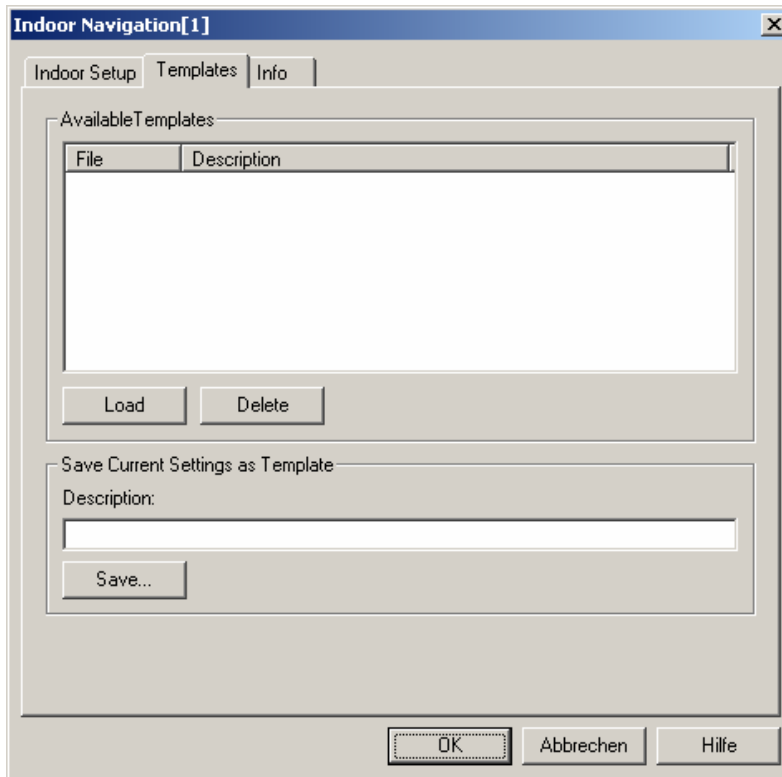 Indoor Navigation[1]
Indoor Setup Templates Info
AvailableTemplates
File Description
Load Delete
Save Current Settings as Template
Description:
Save...
OK Abbrechen Hilfe